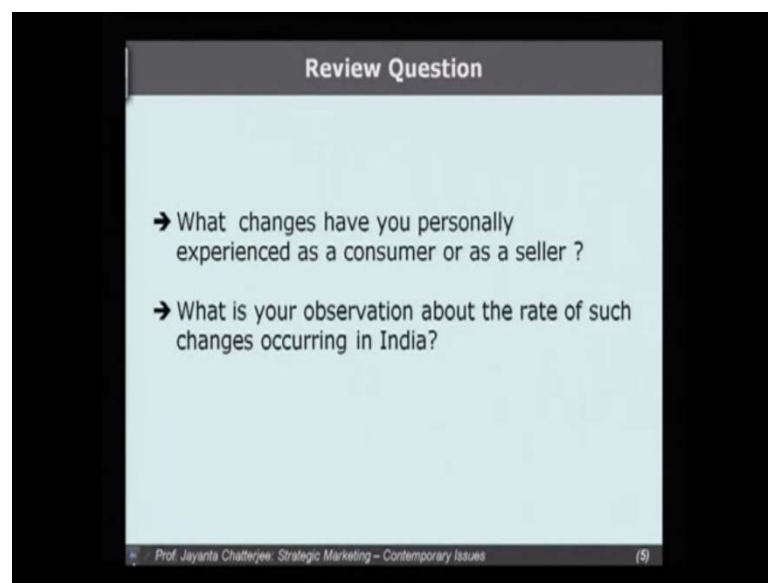 Review Question
➔ What changes have you personally
experienced as a consumer or as a seller ?
➔ What is your observation about the rate of such
changes occurring in India?
Prof. Jayanta Chatterjee: Strategic Marketing – Contemporary Issues
(5)